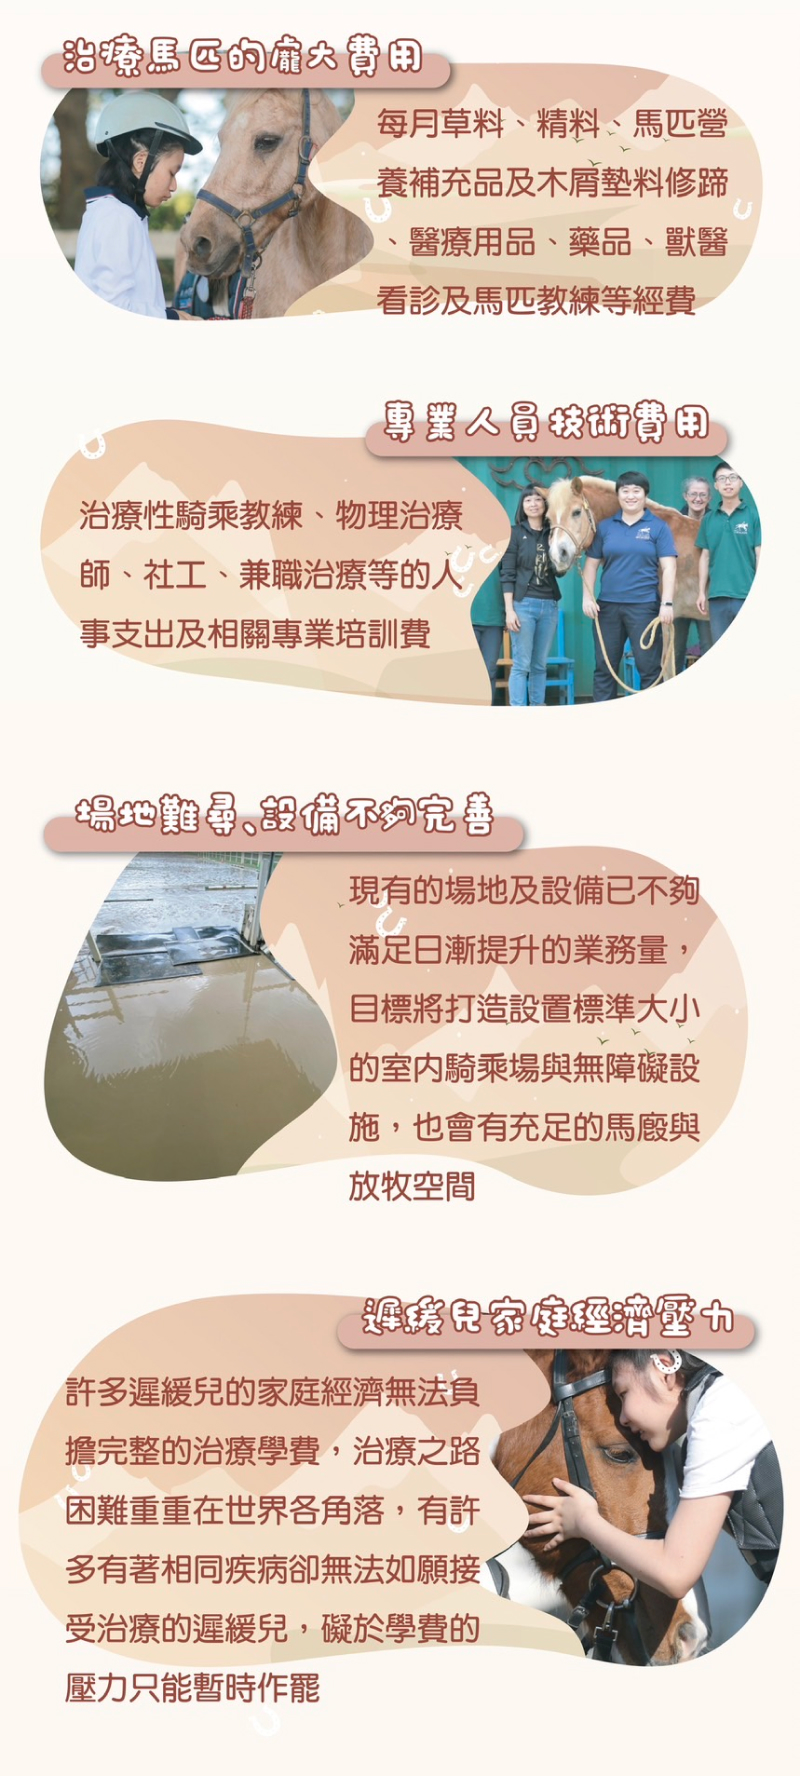 治療馬匹的龐大費用
每月草料、精料、馬匹營
養補充品及木屑墊料修蹄
、醫療用品、藥品、獸醫
看診及馬匹教練等經費
專業人員技術費用
治療性騎乘教練、物理治療
師、社工、兼職治療等的人
事支出及相關專業培訓費
場地難尋、設備不夠完善
現有的場地及設備已不夠
滿足日漸提升的業務量，
目標將打造設置標準大小
的室內騎乘場與無障礙設
施，也會有充足的馬廄與
放牧空間
遲緩兒家庭經濟壓力
許多遲緩兒的家庭經濟無法負
擔完整的治療學費，治療之路
困難重重在世界各角落，有許
多有著相同疾病卻無法如願接
受治療的遲緩兒，礙於學費的
壓力只能暫時作罷